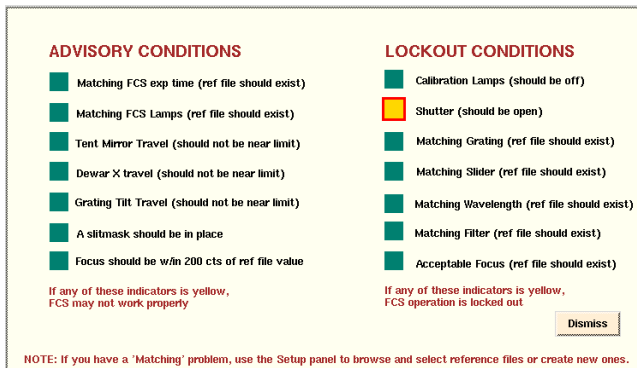 ADVISORY CONDITIONS
Matching FCS exp time (ref file should exist)
Matching FCS Lamps (ref file should exist)
Tent Mirror Travel (should not be near limit)
Dewar X travel (should not be near limit)
Grating Tilt Travel (should not be near limit)
A slitmask should be in place
Focus should be w/in 200 cts of ref file value
If any of these indicators is yellow,
FCS may not work properly
LOCKOUT CONDITIONS
Calibration Lamps (should be off)
Shutter (should be open)
Matching Grating (ref file should exist)
Matching Slider (ref file should exist)
Matching Wavelength (ref file should exist)
Matching Filter (ref file should exist)
Acceptable Focus (ref file should exist)
If any of these indicators is yellow,
FCS operation is locked out
Dismiss
NOTE: If you have a 'Matching' problem, use the Setup panel to browse and select reference files or create new ones.